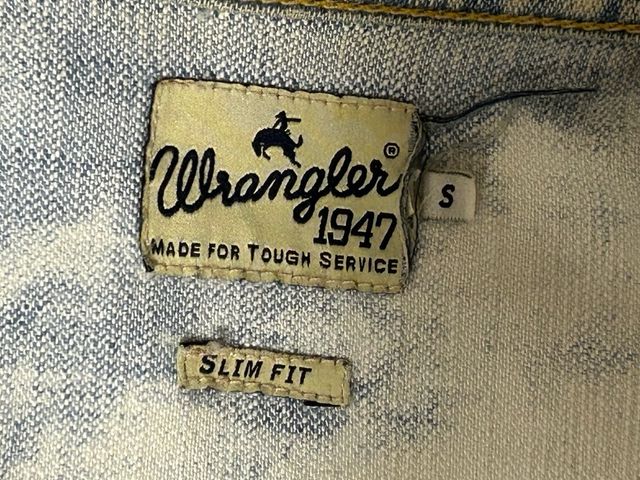 Wrangler®
1947
MADE FOR TOUGH SERVICE
S
SLIM FIT